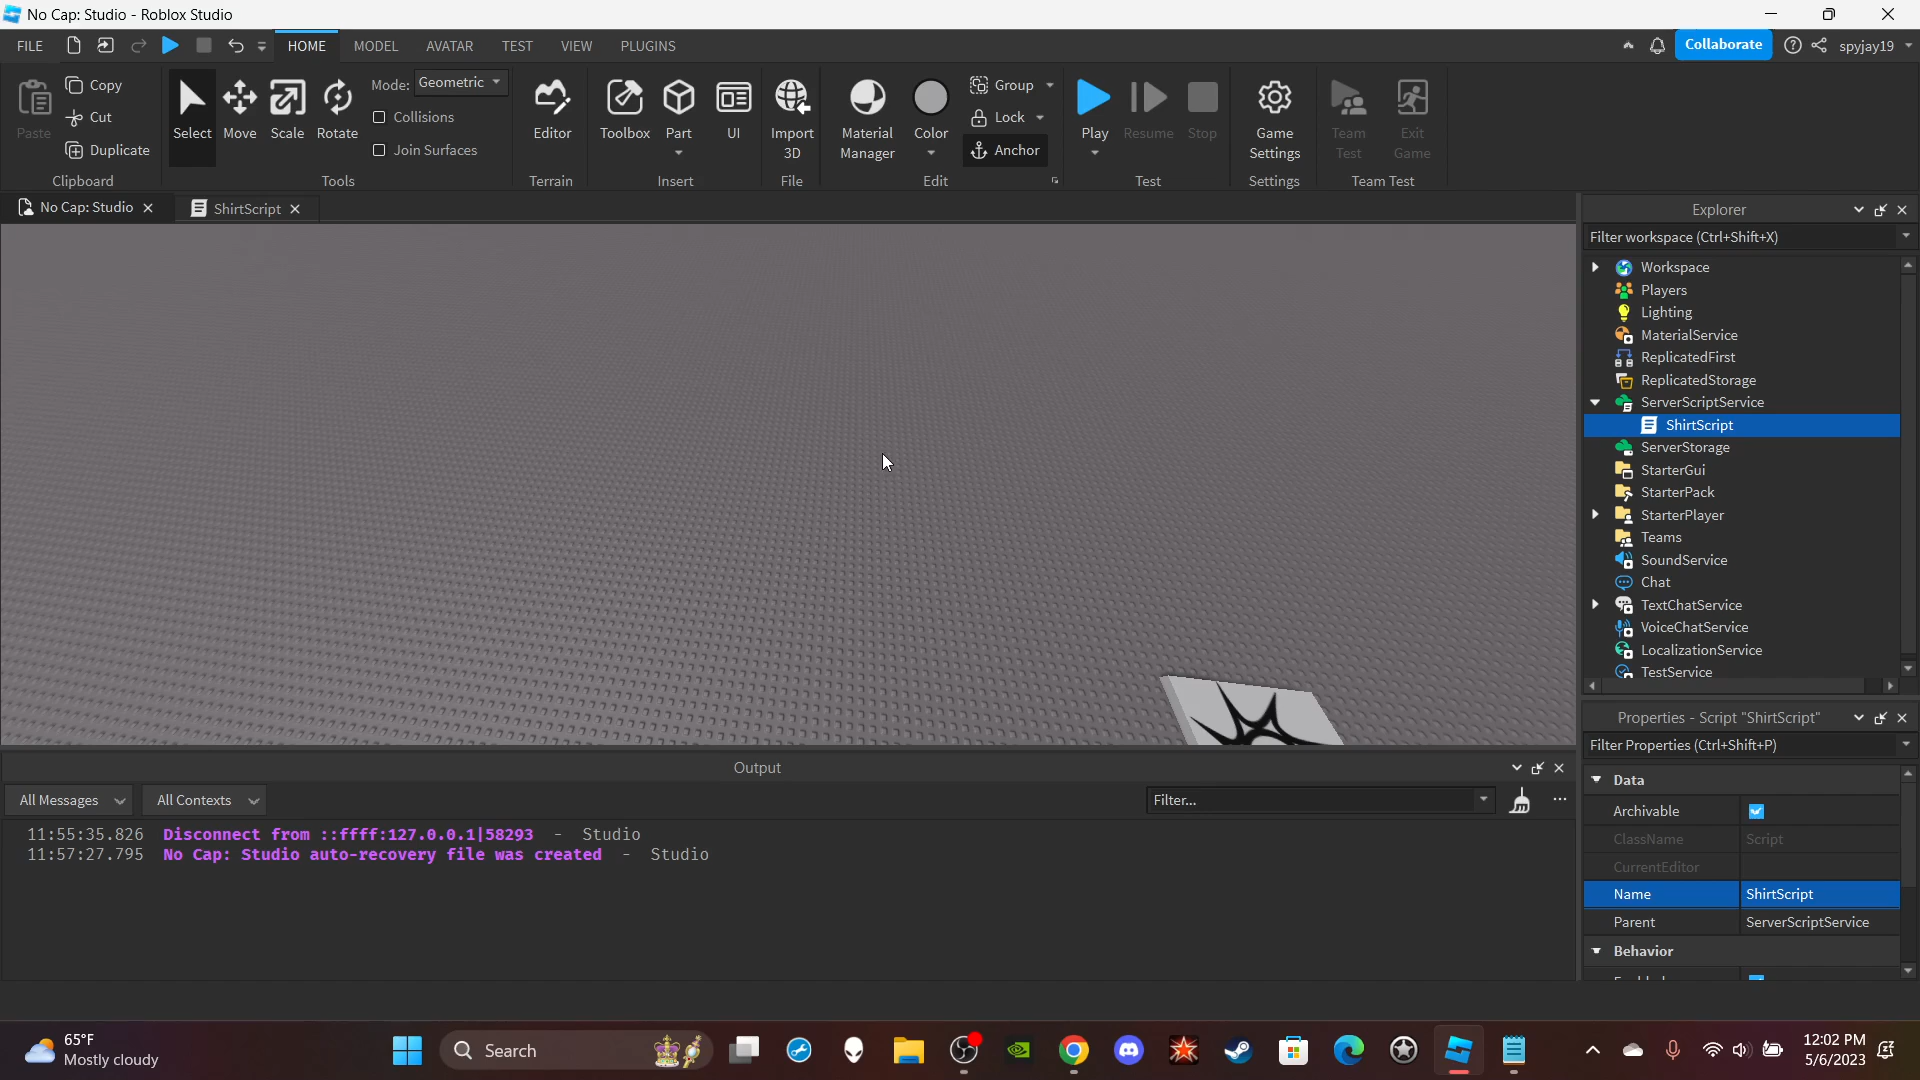 No Cap: Studio - Roblox Studio
FILE
HOME
MODEL
AVATAR
TEST
VIEW
PLUGINS
Collaborate
spyjay19
Paste
Copy
Cut
Duplicate
Clipboard
Select
Move
Scale
Rotate
Mode: Geometric
Collisions
Join Surfaces
Tools
Editor
Terrain
Toolbox
Part
UI
Insert
Import
3D
File
Material
Manager
Color
Group
Lock
Anchor
Edit
Play
Resume
Stop
Test
Game
Settings
Settings
Team
Test
Exit
Game
Team Test
No Cap: Studio
ShirtScript
Explorer
Filter workspace (Ctrl+Shift+X)
Workspace
Players
Lighting
MaterialService
ReplicatedFirst
ReplicatedStorage
ServerScriptService
ShirtScript
ServerStorage
StarterGui
StarterPack
StarterPlayer
Teams
SoundService
Chat
TextChatService
VoiceChatService
LocalizationService
TestService
Properties - Script "ShirtScript"
Filter Properties (Ctrl+Shift+P)
Data
Archivable
ClassName Script
CurrentEditor
Name ShirtScript
Parent ServerScriptService
Behavior
Output
All Messages
All Contexts
Filter...
11:55:35.826 Disconnect from ::ffff:127.0.0.1|58293 - Studio
11:57:27.795 No Cap: Studio auto-recovery file was created - Studio
65°F
Mostly cloudy
Search
12:02 PM
5/6/2023